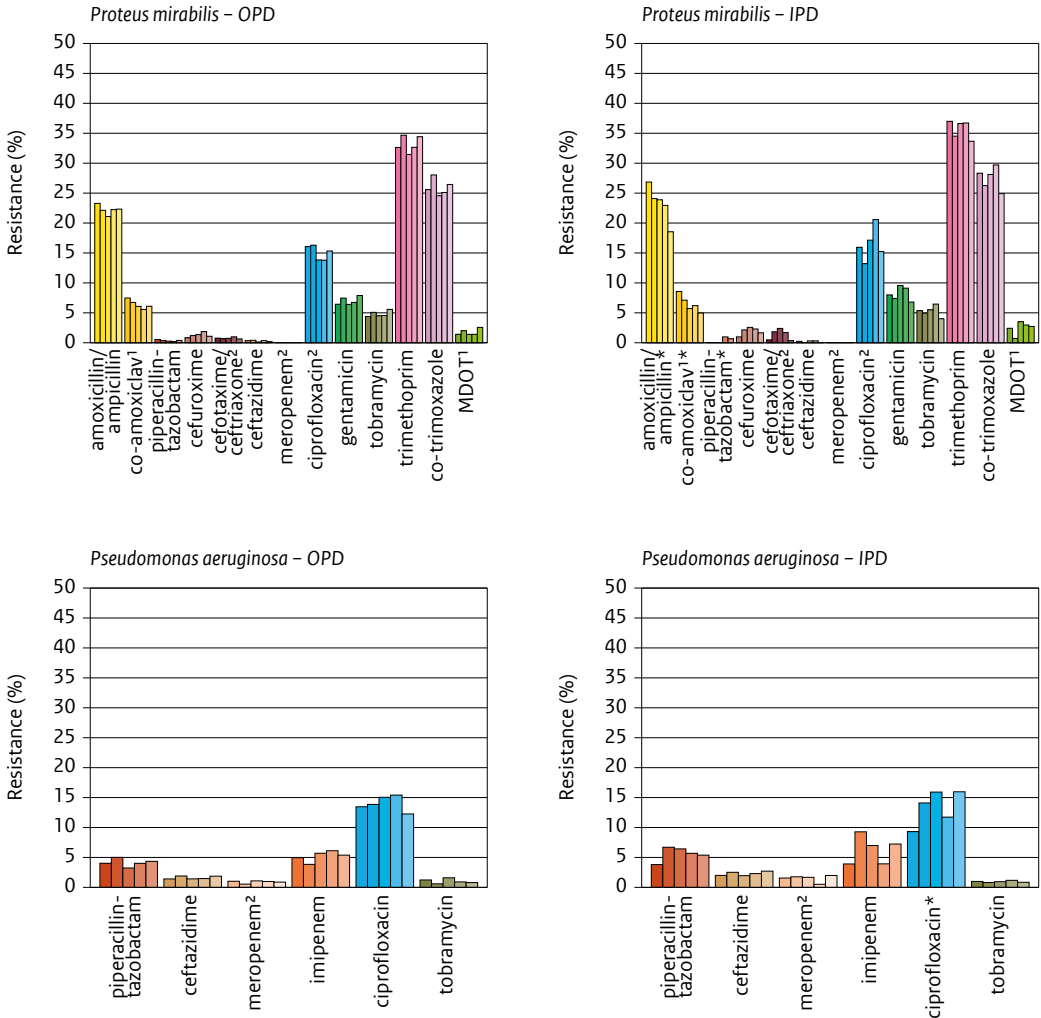 Proteus mirabilis – OPD
Resistance (%)
50
45
40
35
30
25
20
15
10
5
0
amoxicillin/
ampicillin
co-amoxiclav¹
piperacillin-
tazobactam
cefuroxime
cefotaxime/
ceftriaxone²
ceftazidime
meropenem²
ciprofloxacin²
gentamicin
tobramycin
trimethoprim
co-trimoxazole
MDOT¹
Proteus mirabilis – IPD
Resistance (%)
50
45
40
35
30
25
20
15
10
5
0
amoxicillin/
ampicillin*
co-amoxiclav¹*
piperacillin-
tazobactam*
cefuroxime
cefotaxime/
ceftriaxone²
ceftazidime
meropenem²
ciprofloxacin²
gentamicin
tobramycin
trimethoprim
co-trimoxazole
MDOT¹
Pseudomonas aeruginosa – OPD
Resistance (%)
50
45
40
35
30
25
20
15
10
5
0
piperacillin-
tazobactam
ceftazidime
meropenem²
imipenem
ciprofloxacin
tobramycin
Pseudomonas aeruginosa – IPD
Resistance (%)
50
45
40
35
30
25
20
15
10
5
0
piperacillin-
tazobactam
ceftazidime
meropenem²
imipenem
ciprofloxacin*
tobramycin